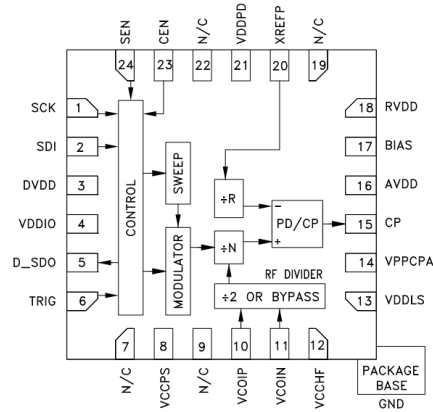 SEN
CEN
N/C
VDDPD
XREFP
N/C
24
23
22
21
20
19
SCK
1
SDI
2
DVDD
3
VDDIO
4
D_SDO
5
TRIG
6
CONTROL
SWEEP
MODULATOR
÷R
÷N
–
+
PD/CP
RF DIVIDER
÷2 OR BYPASS
18
RVDD
17
BIAS
16
AVDD
15
CP
14
VPPCPA
13
VDDLS
7
8
9
10
11
12
N/C
VCCPS
N/C
VCOIP
VCOIN
VCCHF
PACKAGE
BASE
GND